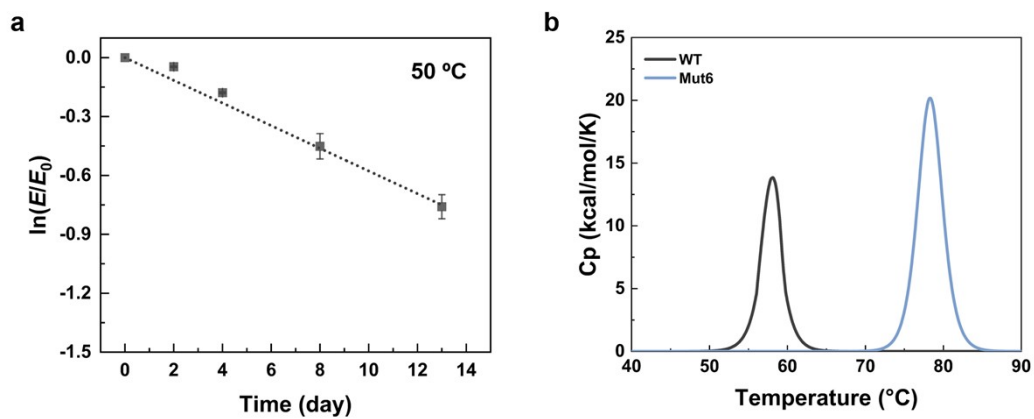 a
50 ºC
0.0
-0.3
-0.6
-0.9
-1.2
-1.5
ln(E/E0)
0 2 4 6 8 10 12 14
Time (day)
b
WT
Mut6
25
20
15
10
5
0
Cp (kcal/mol/K)
40 50 60 70 80 90
Temperature (°C)